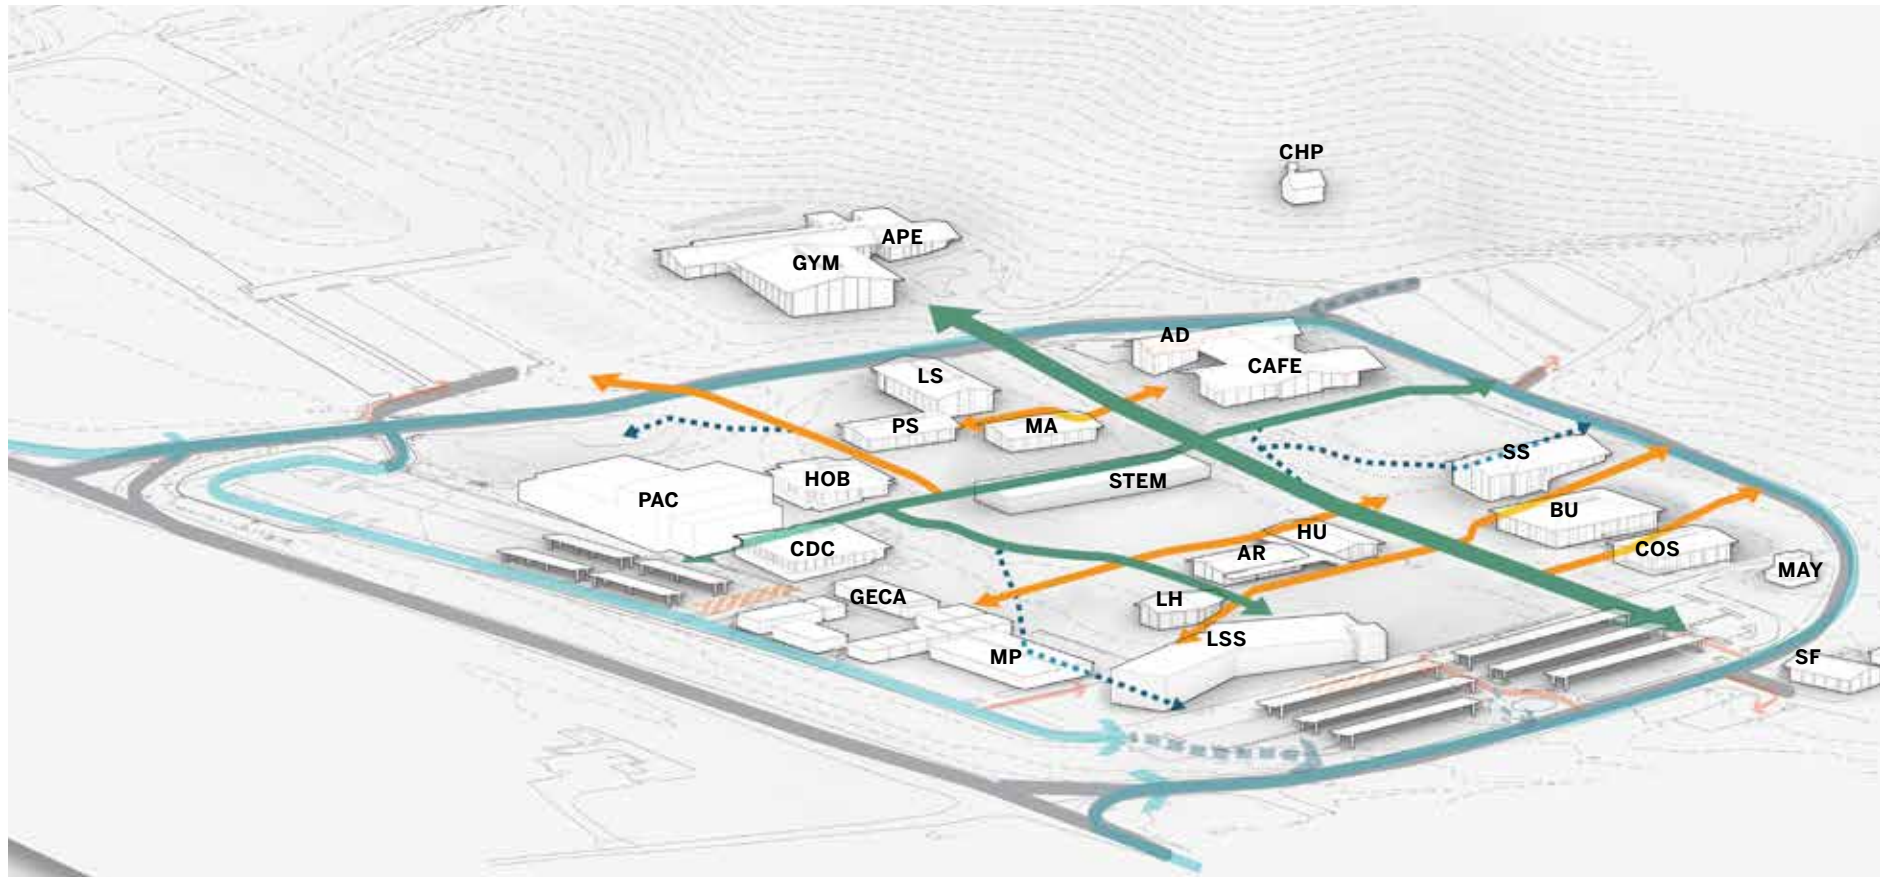 CHP
APE
GYM
AD
CAFE
LS
PS
MA
SS
HOB
STEM
PAC
BU
HU
CDC
AR
COS
MAY
GECA
LH
LSS
MP
SF